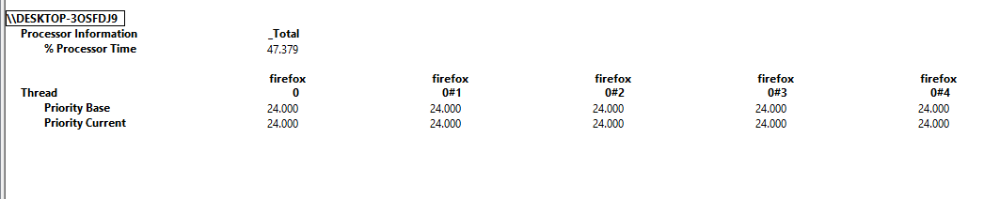 \\DESKTOP-3OSFDJ9
Processor Information _Total
% Processor Time 47.379
firefox firefox firefox firefox firefox
Thread 0 0#1 0#2 0#3 0#4
Priority Base 24.000 24.000 24.000 24.000 24.000
Priority Current 24.000 24.000 24.000 24.000 24.000